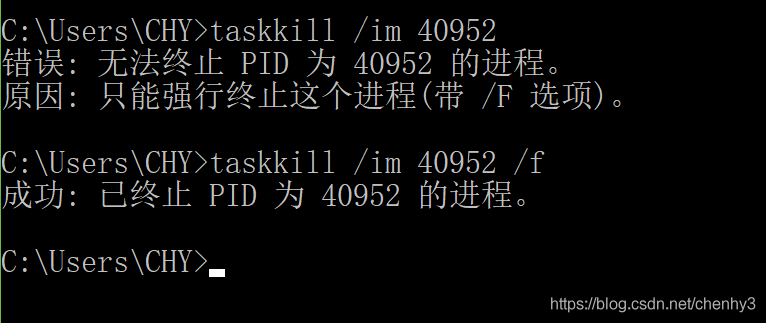 C:\Users\CHY>taskkill /im 40952
错误: 无法终止 PID 为 40952 的进程。
原因: 只能强行终止这个进程(带 /F 选项)。
C:\Users\CHY>taskkill /im 40952 /f
成功: 已终止 PID 为 40952 的进程。
C:\Users\CHY>
https://blog.csdn.net/chenhy3